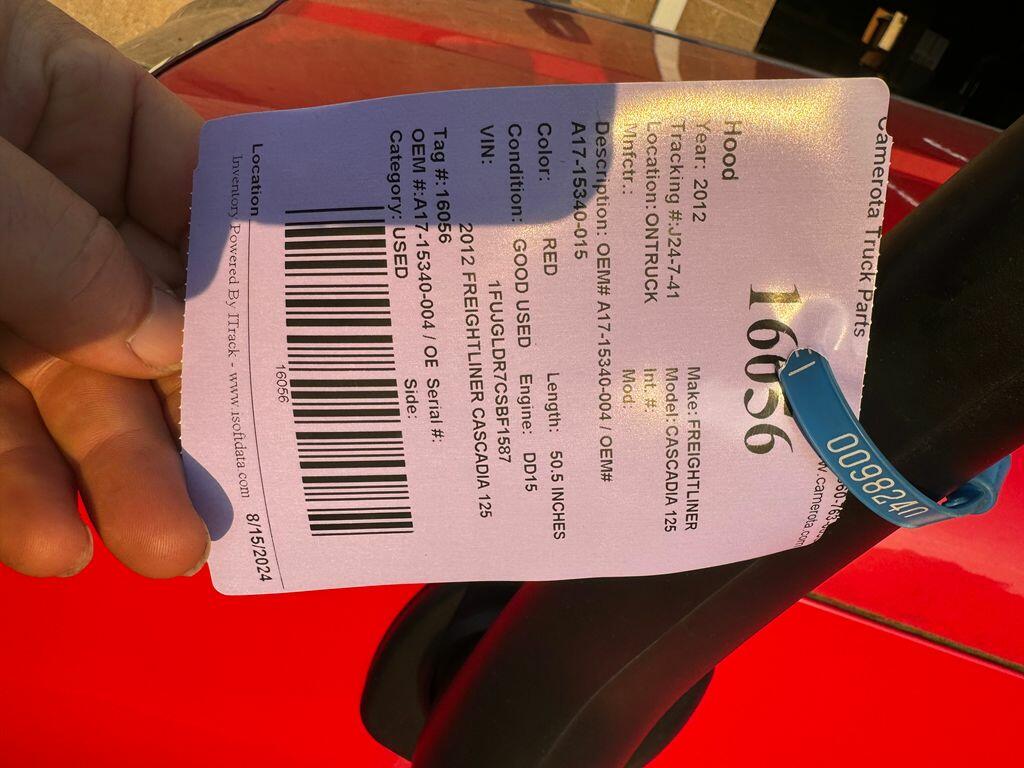 Camerota Truck Parts
.camerota.com
16056
Hood
Year: 2012 Make: FREIGHTLINER
Tracking #:J24-7-41 Model:CASCADIA 125
Location:ONTRUCK Int. #:
Mnfctr.: Mod:
Description: OEM# A17-15340-004 / OEM#
A17-15340-015
Color: RED Length: 50.5 INCHES
Condition: GOOD USED Engine: DD15
VIN: 1FUJGLDR7CSBF1587
2012 FREIGHTLINER CASCADIA 125
Tag #:16056 Serial #:
OEM #:A17-15340-004 / OE Side:
Category: USED
16056
Location 8/15/2024
Inventory Powered By ITrack - www.isoftdata.com
0098240